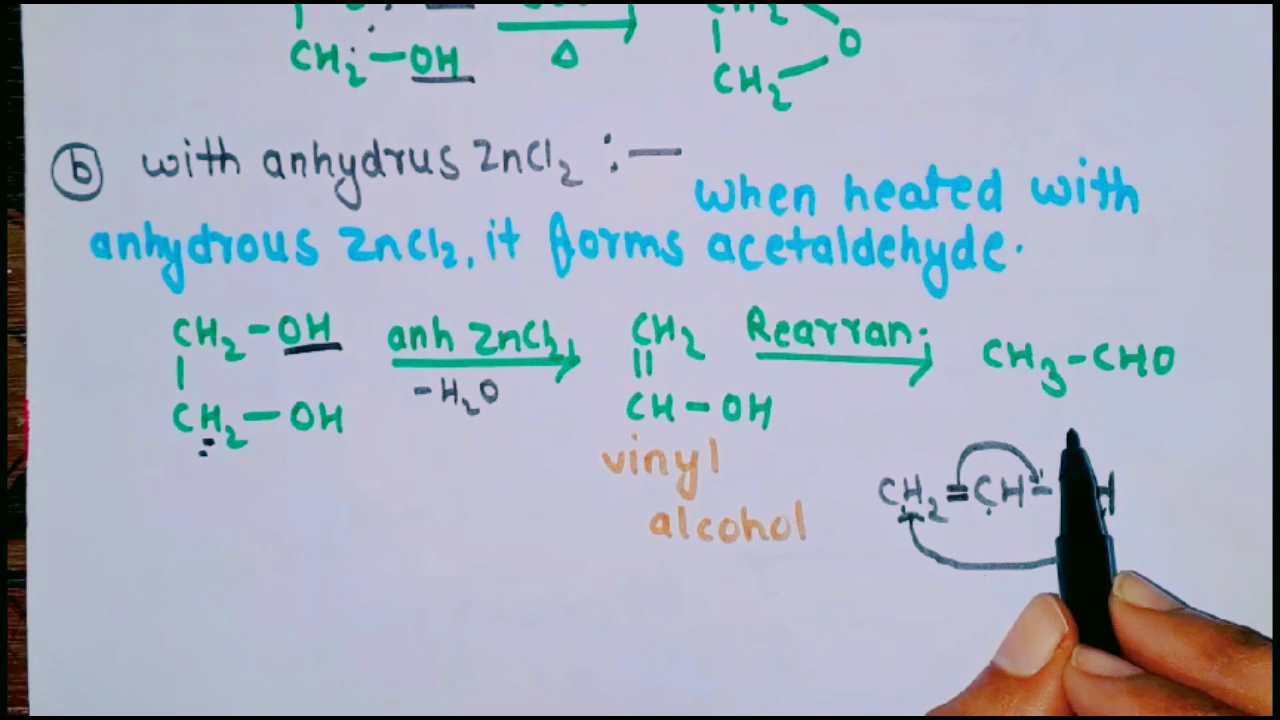 CH2-OH Δ CH2 O
CH2
b with anhydrus ZnCl2 :-
when heated with
anhydrous ZnCl2, it forms acetaldehyde.
CH2-OH anh ZnCl2 CH2 Rearran; CH3-CHO
-H2O ||
CH2-OH CH-OH
vinyl
alcohol
CH2=CH- H